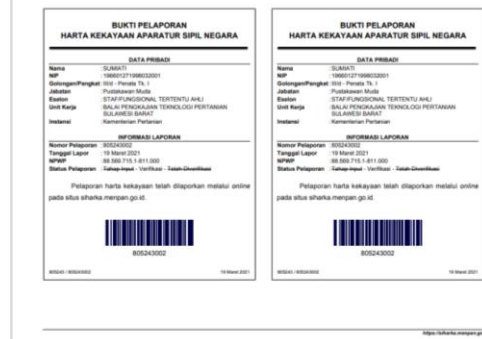 BUKTI PELAPORAN
HARTA KEKAYAAN APARATUR SIPIL NEGARA
DATA PRIBADI
Nama : SUMIATI
NIP : 196601271998032001
Golongan/Pangkat : III/d - Penata Tk. I
Jabatan : Pustakawan Muda
Eselon : STAF/FUNGSIONAL TERTENTU AHLI
Unit Kerja : BALAI PENGKAJIAN TEKNOLOGI PERTANIAN
SULAWESI BARAT
Instansi : Kementerian Pertanian
INFORMASI LAPORAN
Nomor Pelaporan : 805243002
Tanggal Lapor : 19 Maret 2021
NPWP : 88.569.715.1-811.000
Status Pelaporan : Tahap Input - Verifikasi - Telah Diverifikasi
Pelaporan harta kekayaan telah dilaporkan melalui online
pada situs siharka.menpan.go.id.
805243002
805243 / 805243002 19 Maret 2021
BUKTI PELAPORAN
HARTA KEKAYAAN APARATUR SIPIL NEGARA
DATA PRIBADI
Nama : SUMIATI
NIP : 196601271998032001
Golongan/Pangkat : III/d - Penata Tk. I
Jabatan : Pustakawan Muda
Eselon : STAF/FUNGSIONAL TERTENTU AHLI
Unit Kerja : BALAI PENGKAJIAN TEKNOLOGI PERTANIAN
SULAWESI BARAT
Instansi : Kementerian Pertanian
INFORMASI LAPORAN
Nomor Pelaporan : 805243002
Tanggal Lapor : 19 Maret 2021
NPWP : 88.569.715.1-811.000
Status Pelaporan : Tahap Input - Verifikasi - Telah Diverifikasi
Pelaporan harta kekayaan telah dilaporkan melalui online
pada situs siharka.menpan.go.id.
805243002
805243 / 805243002 19 Maret 2021